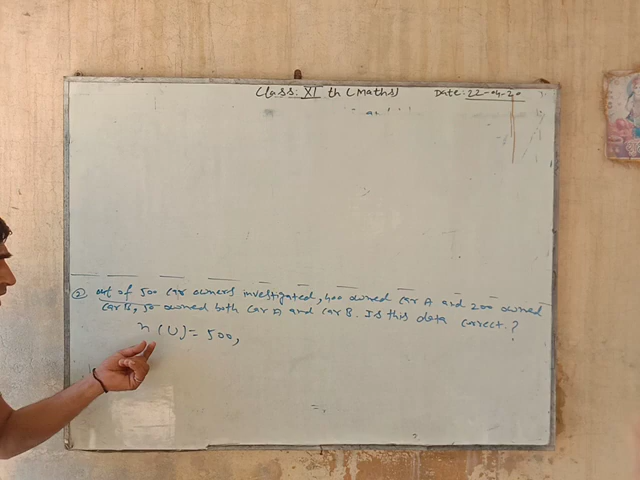 Class: XI th (Maths) Date: 22-04-20
② out of 500 car owners investigated, 400 owned car A and 200 owned
car B, 50 owned both car A and car B. Is this data correct.?
n (U) = 500,